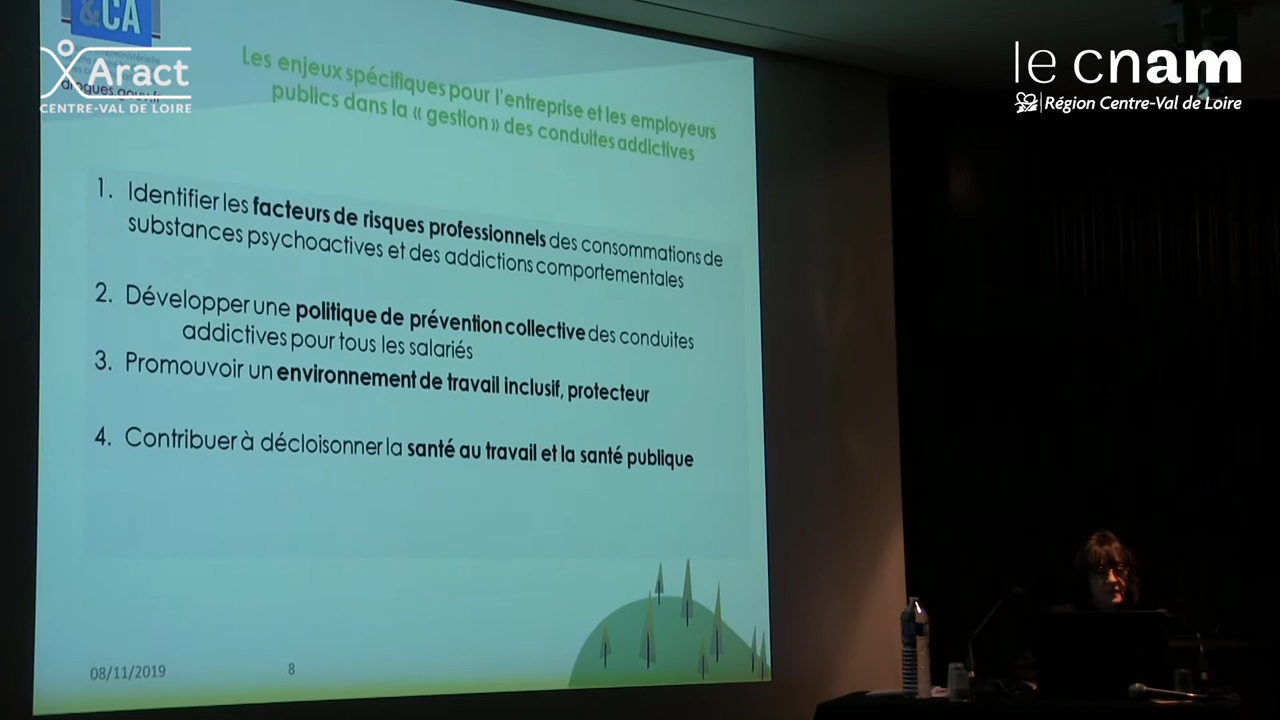 &CA
Aract
CENTRE-VAL DE LOIRE
le cnam
Région Centre-Val de Loire
Les enjeux spécifiques pour l'entreprise et les employeurs
publics dans la « gestion » des conduites addictives
1. Identifier les facteurs de risques professionnels des consommations de
substances psychoactives et des addictions comportementales
2. Développer une politique de prévention collective des conduites
addictives pour tous les salariés
3. Promouvoir un environnement de travail inclusif, protecteur
4. Contribuer à décloisonner la santé au travail et la santé publique
08/11/2019
8